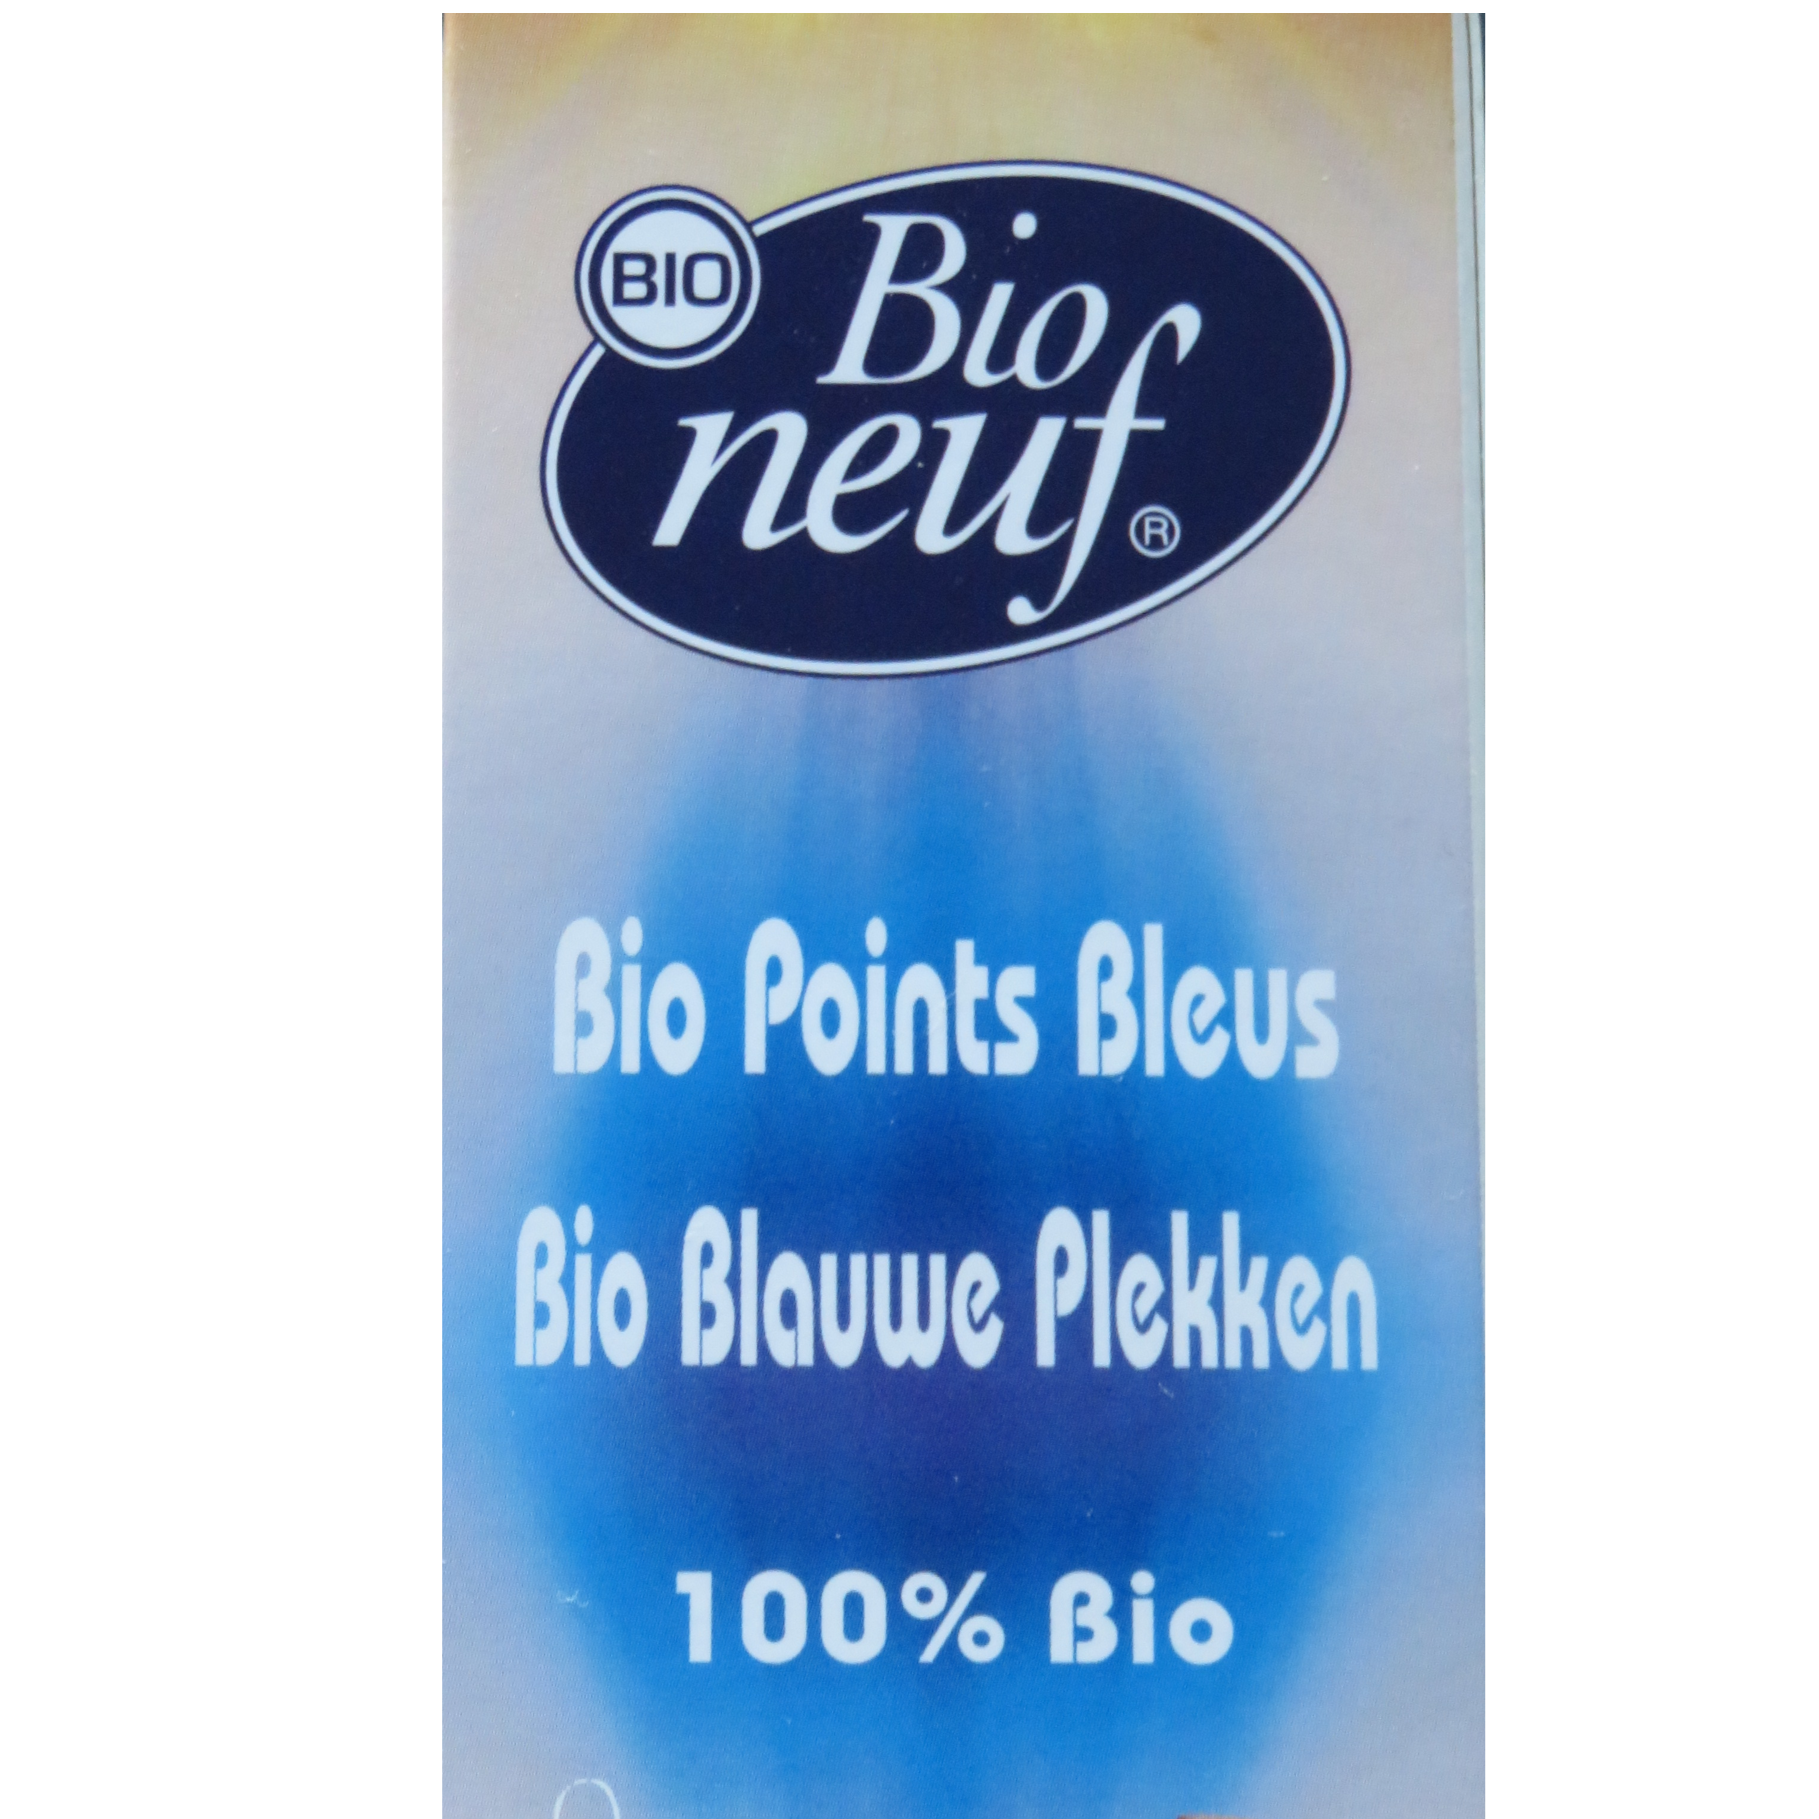 BIO
Bio
neuf®
Bio Points Bleus
Bio Blauwe Plekken
100% Bio